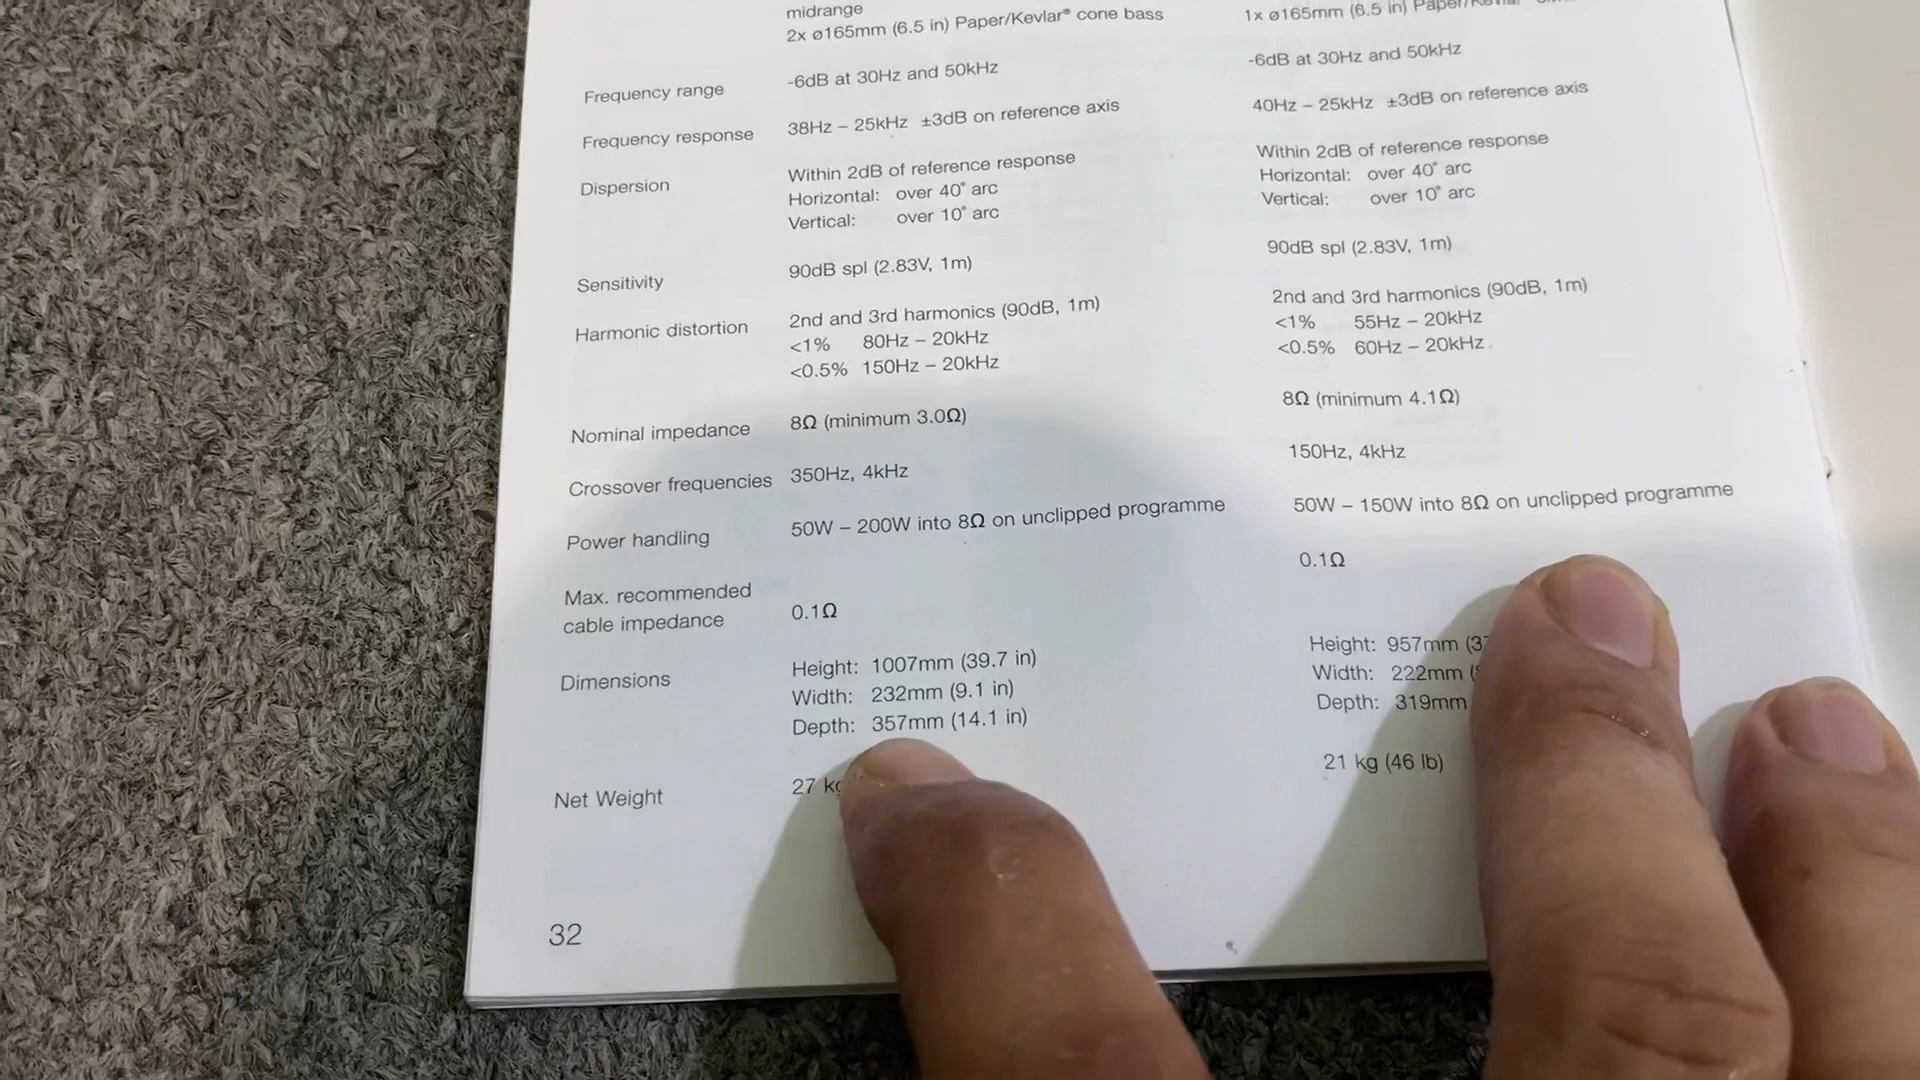 midrange
2x ø165mm (6.5 in) Paper/Kevlar® cone bass
1x ø165mm (6.5 in)
Frequency range
-6dB at 30Hz and 50kHz
-6dB at 30Hz and 50kHz
Frequency response
38Hz – 25kHz ±3dB on reference axis
40Hz – 25kHz ±3dB on reference axis
Dispersion
Within 2dB of reference response
Horizontal: over 40° arc
Vertical: over 10° arc
Within 2dB of reference response
Horizontal: over 40° arc
Vertical: over 10° arc
Sensitivity
90dB spl (2.83V, 1m)
90dB spl (2.83V, 1m)
Harmonic distortion
2nd and 3rd harmonics (90dB, 1m)
<1% 80Hz – 20kHz
<0.5% 150Hz – 20kHz
2nd and 3rd harmonics (90dB, 1m)
<1% 55Hz – 20kHz
<0.5% 60Hz – 20kHz
Nominal impedance
8Ω (minimum 3.0Ω)
8Ω (minimum 4.1Ω)
Crossover frequencies
350Hz, 4kHz
150Hz, 4kHz
Power handling
50W – 200W into 8Ω on unclipped programme
50W – 150W into 8Ω on unclipped programme
Max. recommended
cable impedance
0.1Ω
0.1Ω
Dimensions
Height: 1007mm (39.7 in)
Width: 232mm (9.1 in)
Depth: 357mm (14.1 in)
Height: 957mm
Width: 222mm
Depth: 319mm
Net Weight
27 kg
21 kg (46 lb)
32